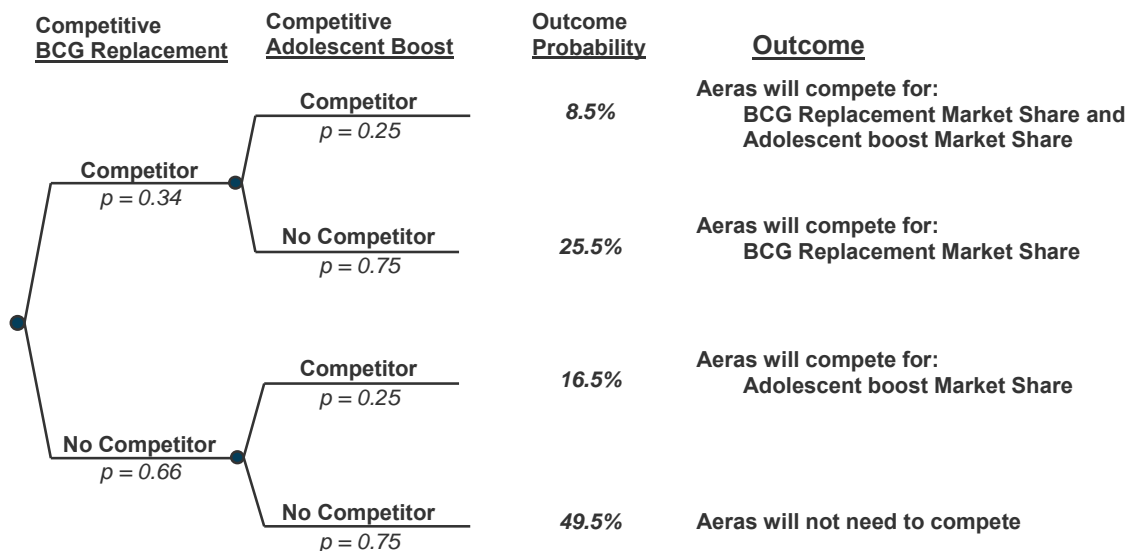 Competitive
BCG Replacement
Competitive
Adolescent Boost
Outcome
Probability
Outcome
Competitor
p = 0.34
Competitor
p = 0.25
8.5%
Aeras will compete for:
BCG Replacement Market Share and
Adolescent boost Market Share
No Competitor
p = 0.75
25.5%
Aeras will compete for:
BCG Replacement Market Share
No Competitor
p = 0.66
Competitor
p = 0.25
16.5%
Aeras will compete for:
Adolescent boost Market Share
No Competitor
p = 0.75
49.5%
Aeras will not need to compete